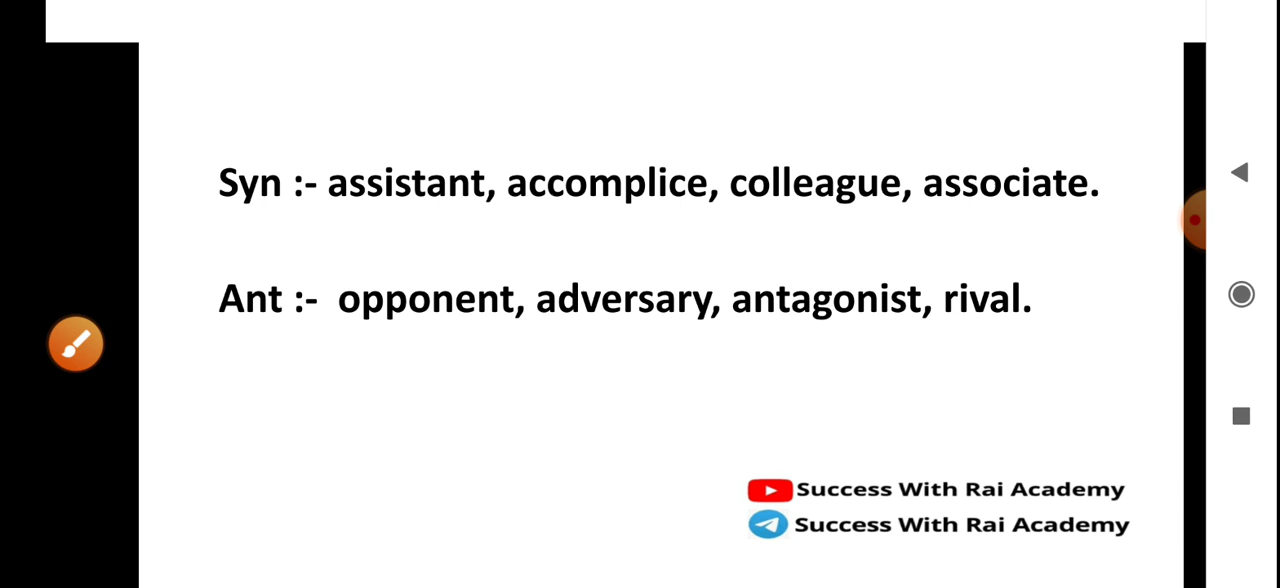 Syn :- assistant, accomplice, colleague, associate.
Ant :- opponent, adversary, antagonist, rival.
Success With Rai Academy
Success With Rai Academy